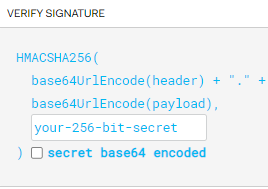 VERIFY SIGNATURE
HMACSHA256(
base64UrlEncode(header) + "." +
base64UrlEncode(payload),
your-256-bit-secret
) secret base64 encoded